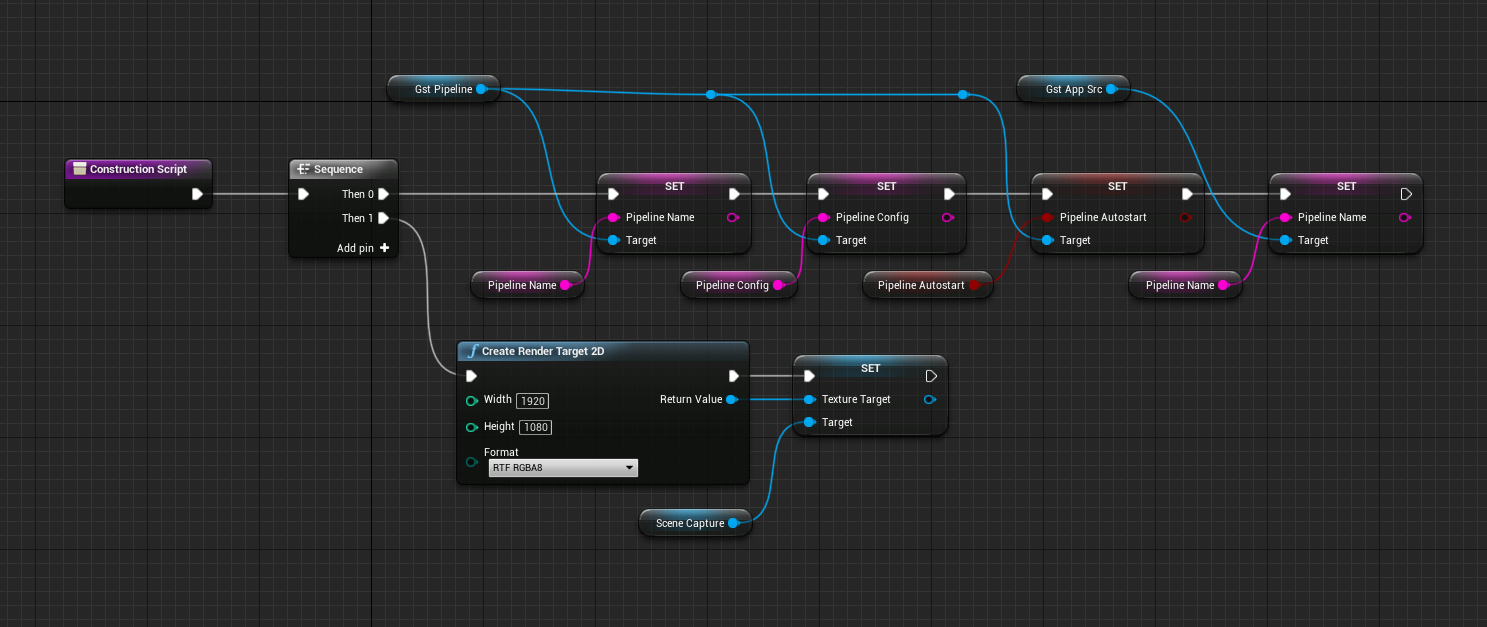 Gst Pipeline
Gst App Src
Construction Script
Sequence
Then 0
Then 1
Add pin
SET
Pipeline Name
Target
SET
Pipeline Config
Target
SET
Pipeline Autostart
Target
SET
Pipeline Name
Target
Pipeline Name
Pipeline Config
Pipeline Autostart
Pipeline Name
f Create Render Target 2D
Width 1920
Return Value
Height 1080
Format
RTF RGBA8
SET
Texture Target
Target
Scene Capture